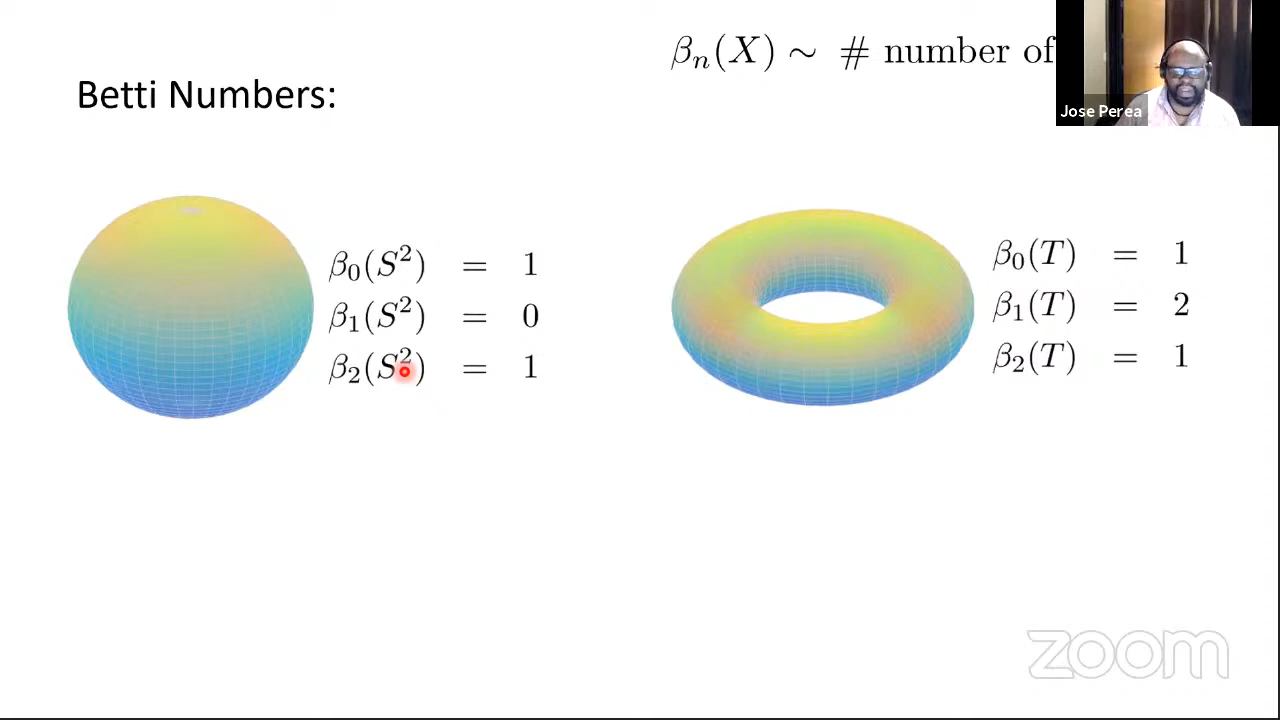 βₙ(X) ∼ # number of
Jose Perea
Betti Numbers:
β₀(S²) = 1
β₁(S²) = 0
β₂(S²) = 1
β₀(T) = 1
β₁(T) = 2
β₂(T) = 1
zoom